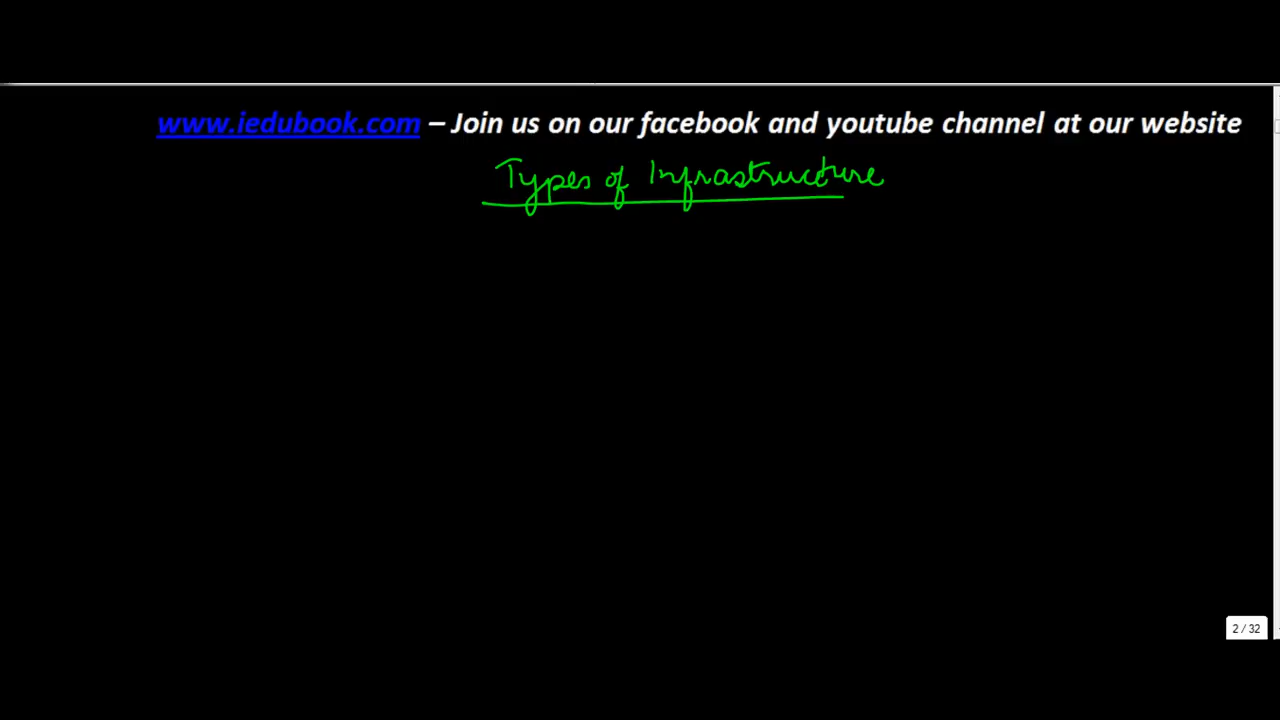 www.iedubook.com – Join us on our facebook and youtube channel at our website
Types of Infrastructure
2 / 32